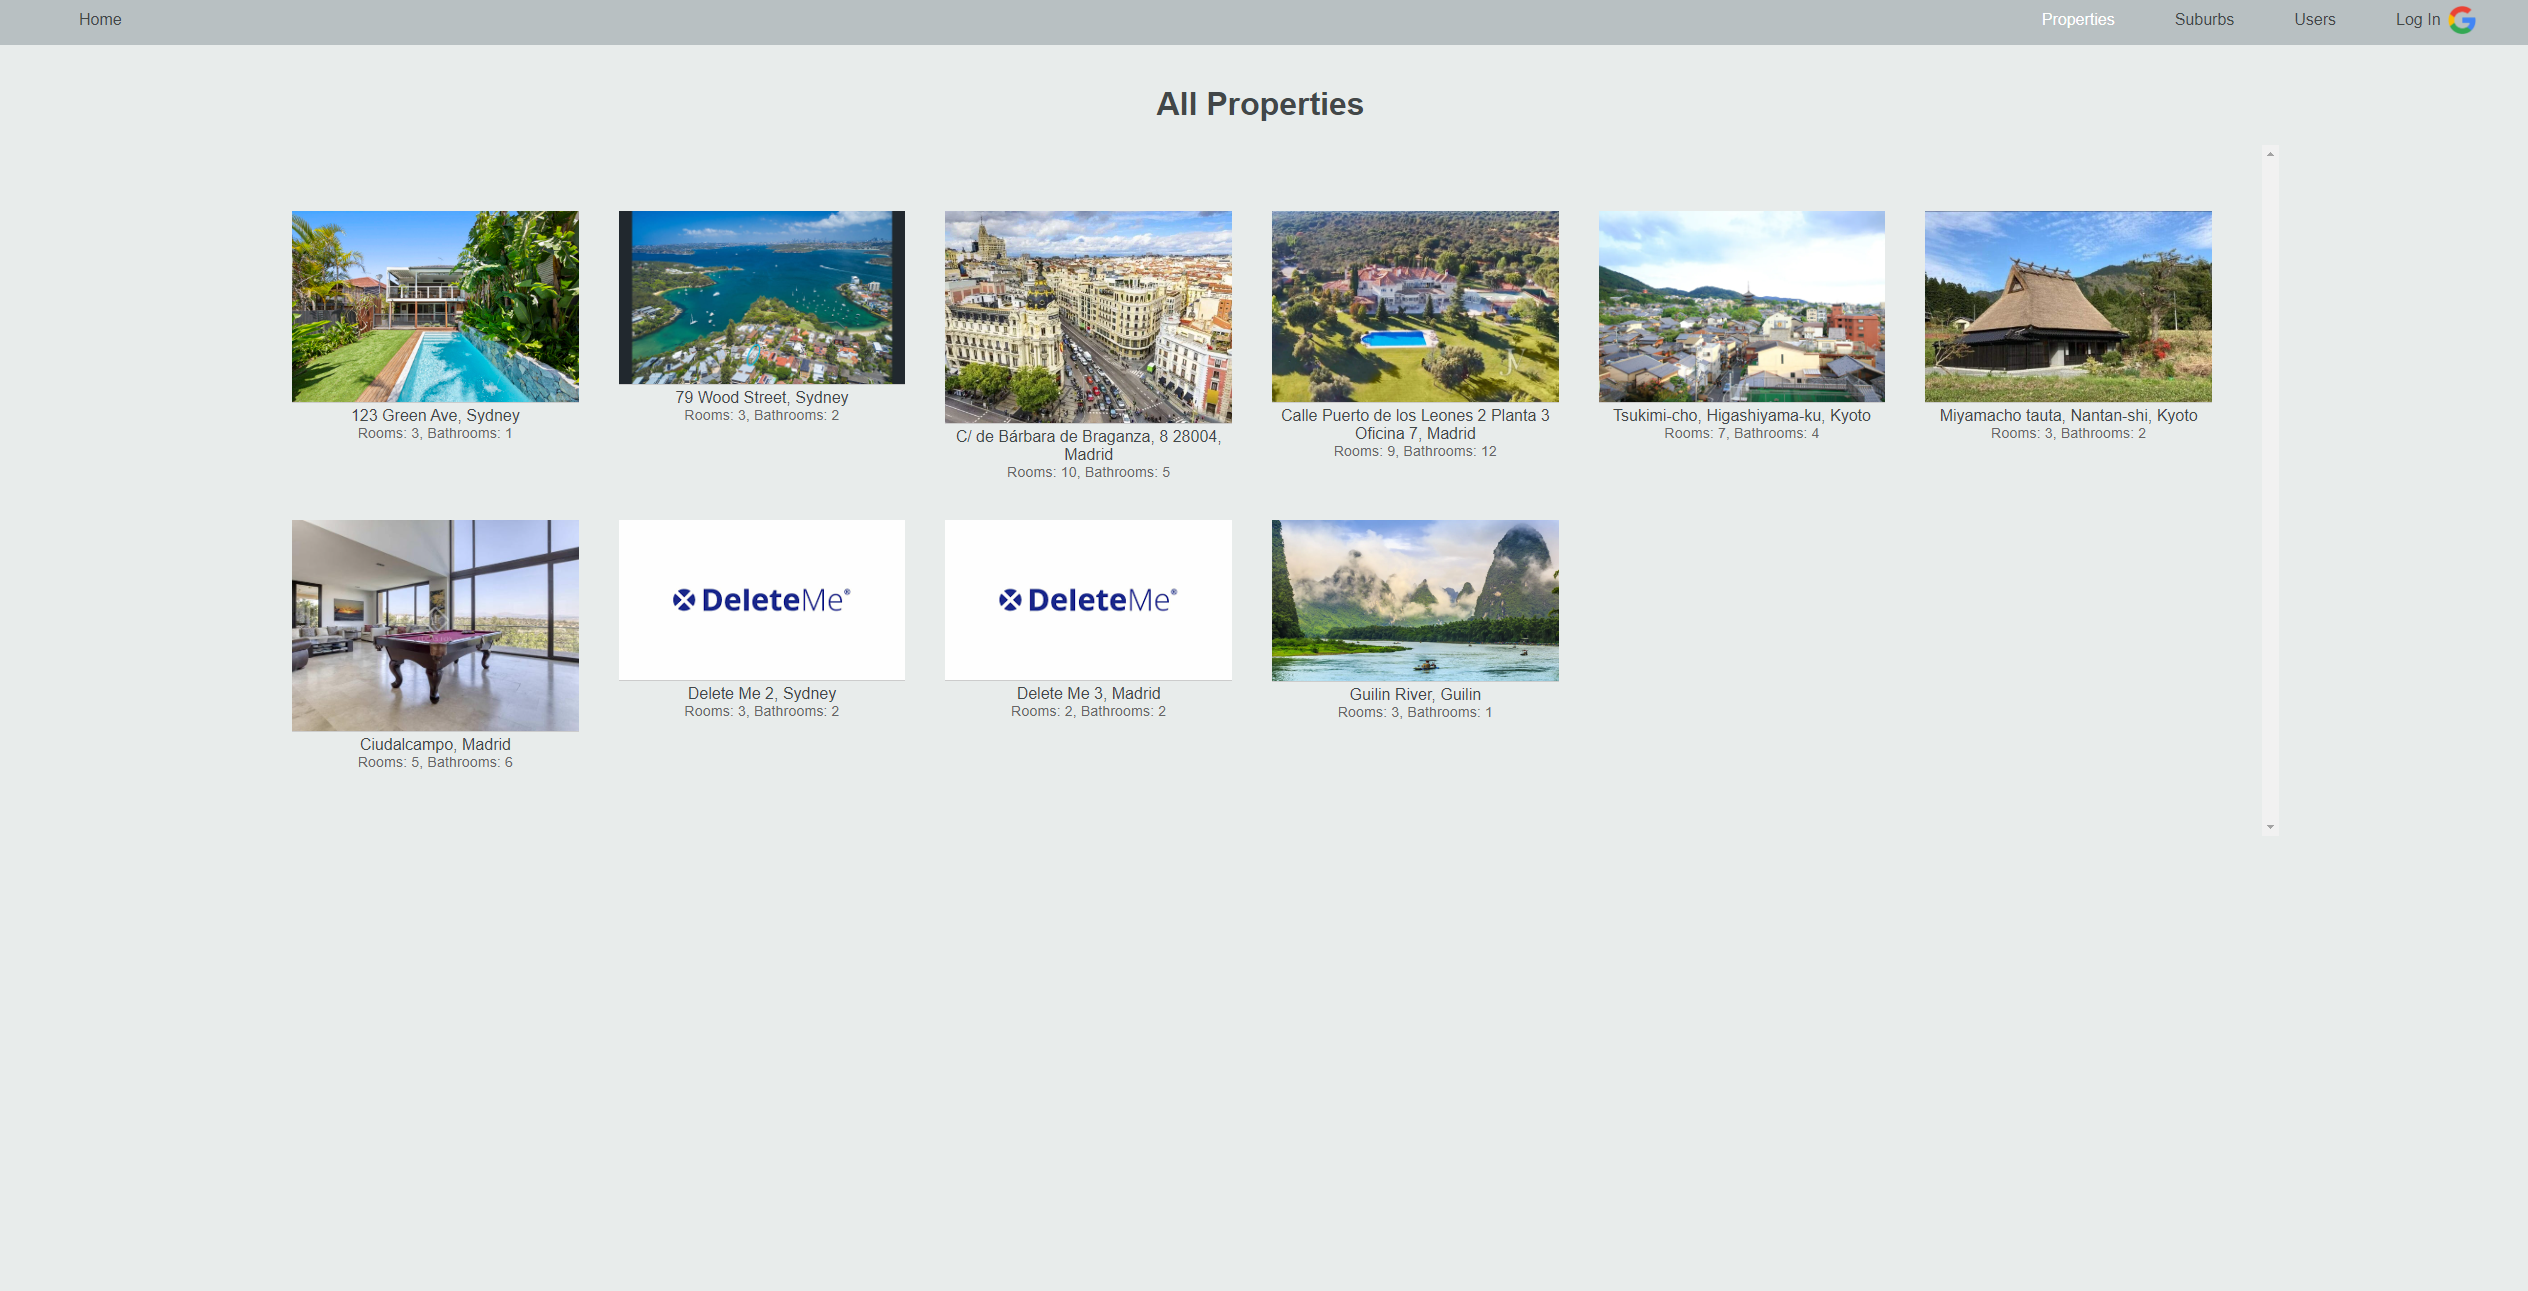 Home
Properties
Suburbs
Users
Log In
All Properties
123 Green Ave, Sydney
Rooms: 3, Bathrooms: 1
79 Wood Street, Sydney
Rooms: 3, Bathrooms: 2
C/ de Bárbara de Braganza, 8 28004,
Madrid
Rooms: 10, Bathrooms: 5
Calle Puerto de los Leones 2 Planta 3
Oficina 7, Madrid
Rooms: 9, Bathrooms: 12
Tsukimi-cho, Higashiyama-ku, Kyoto
Rooms: 7, Bathrooms: 4
Miyamacho tauta, Nantan-shi, Kyoto
Rooms: 3, Bathrooms: 2
Ciudalcampo, Madrid
Rooms: 5, Bathrooms: 6
DeleteMe®
Delete Me 2, Sydney
Rooms: 3, Bathrooms: 2
DeleteMe®
Delete Me 3, Madrid
Rooms: 2, Bathrooms: 2
Guilin River, Guilin
Rooms: 3, Bathrooms: 1